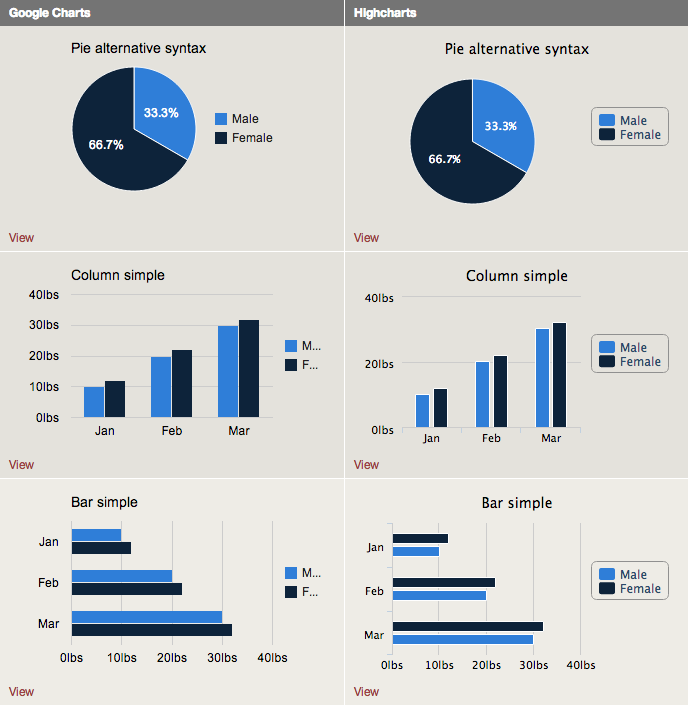 Google Charts
Highcharts
Pie alternative syntax
33.3%
66.7%
Male
Female
View
Pie alternative syntax
33.3%
66.7%
Male
Female
View
Column simple
40lbs
30lbs
20lbs
10lbs
0lbs
Jan Feb Mar
M...
F...
View
Column simple
40lbs
20lbs
0lbs
Jan Feb Mar
Male
Female
View
Bar simple
Jan
Feb
Mar
0lbs 10lbs 20lbs 30lbs 40lbs
M...
F...
View
Bar simple
Jan
Feb
Mar
0lbs 10lbs 20lbs 30lbs 40lbs
Male
Female
View